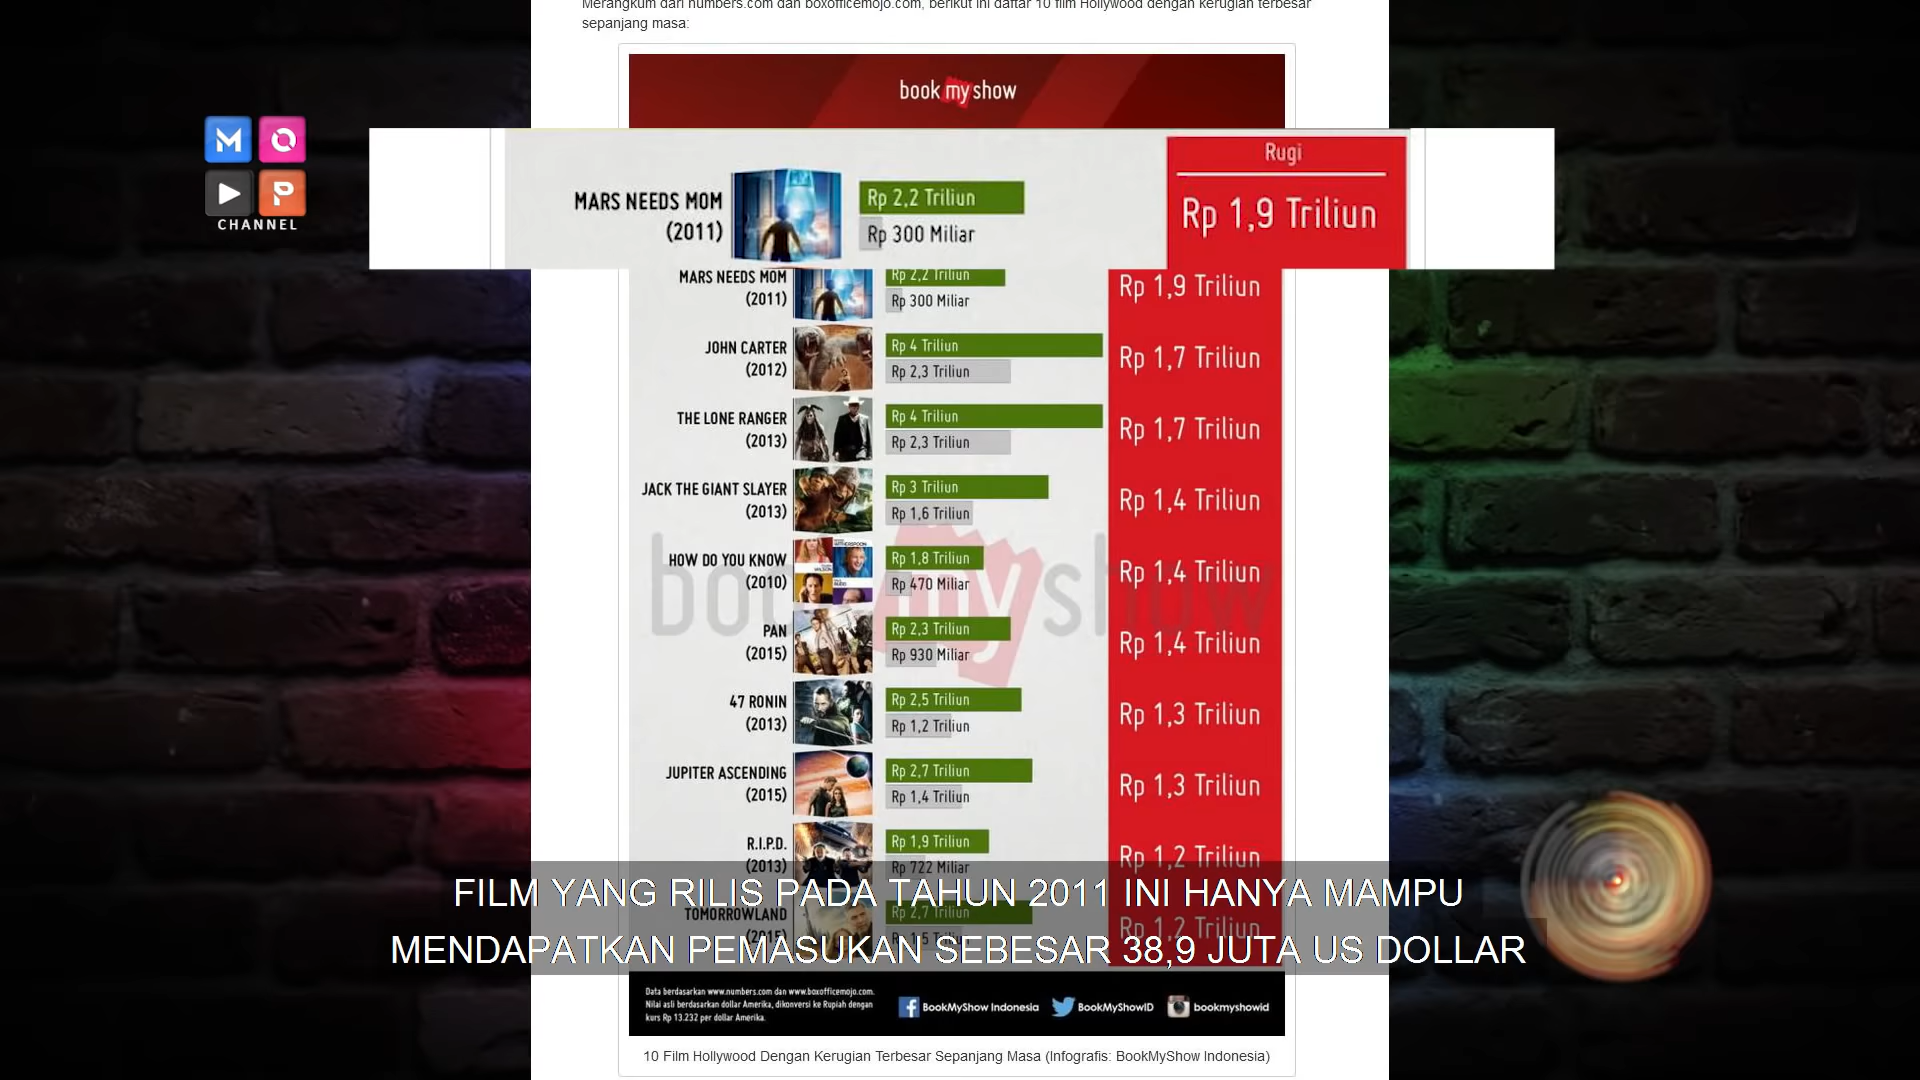 Merangkum dari numbers.com dan boxofficemojo.com, berikut ini daftar 10 film Hollywood dengan kerugian terbesar
sepanjang masa:
book my show
M
P
CHANNEL
Rugi
MARS NEEDS MOM
(2011)
Rp 2,2 Triliun
Rp 300 Miliar
Rp 1,9 Triliun
MARS NEEDS MOM
(2011)
Rp 2,2 Triliun
Rp 300 Miliar
Rp 1,9 Triliun
JOHN CARTER
(2012)
Rp 4 Triliun
Rp 2,3 Triliun
Rp 1,7 Triliun
THE LONE RANGER
(2013)
Rp 4 Triliun
Rp 2,3 Triliun
Rp 1,7 Triliun
JACK THE GIANT SLAYER
(2013)
Rp 3 Triliun
Rp 1,6 Triliun
Rp 1,4 Triliun
HOW DO YOU KNOW
(2010)
Rp 1,8 Triliun
Rp 470 Miliar
Rp 1,4 Triliun
bookmyshow
PAN
(2015)
Rp 2,3 Triliun
Rp 930 Miliar
Rp 1,4 Triliun
47 RONIN
(2013)
Rp 2,5 Triliun
Rp 1,2 Triliun
Rp 1,3 Triliun
JUPITER ASCENDING
(2015)
Rp 2,7 Triliun
Rp 1,4 Triliun
Rp 1,3 Triliun
R.I.P.D.
(2013)
Rp 1,9 Triliun
Rp 722 Miliar
Rp 1,2 Triliun
TOMORROWLAND
(2015)
Rp 2,7 Triliun
Rp 1,5 Triliun
Rp 1,2 Triliun
FILM YANG RILIS PADA TAHUN 2011 INI HANYA MAMPU
MENDAPATKAN PEMASUKAN SEBESAR 38,9 JUTA US DOLLAR
Data berdasarkan www.numbers.com dan www.boxofficemojo.com.
Nilai asli berdasarkan dollar Amerika, dikonversi ke Rupiah dengan
kurs Rp 13.232 per dollar Amerika.
BookMyShow Indonesia
BookMyShowID
bookmyshowid
10 Film Hollywood Dengan Kerugian Terbesar Sepanjang Masa (Infografis: BookMyShow Indonesia)